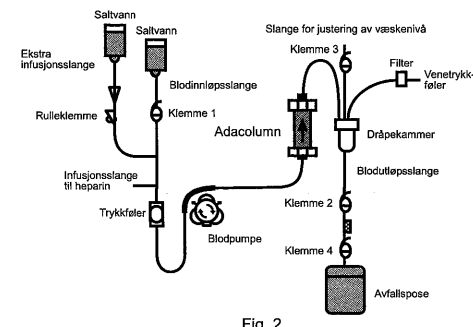 Saltvann
Saltvann
Slange for justering av væskenivå
Klemme 3
Ekstra
infusjonsslange
Filter
Venetrykk-
føler
Blodinnløpsslange
Rulleklemme
Klemme 1
Adacolumn
Dråpekammer
Infusjonsslange
til heparin
Blodutløpsslange
Trykkføler
Klemme 2
Blodpumpe
Klemme 4
Avfallspose
Fig. 2